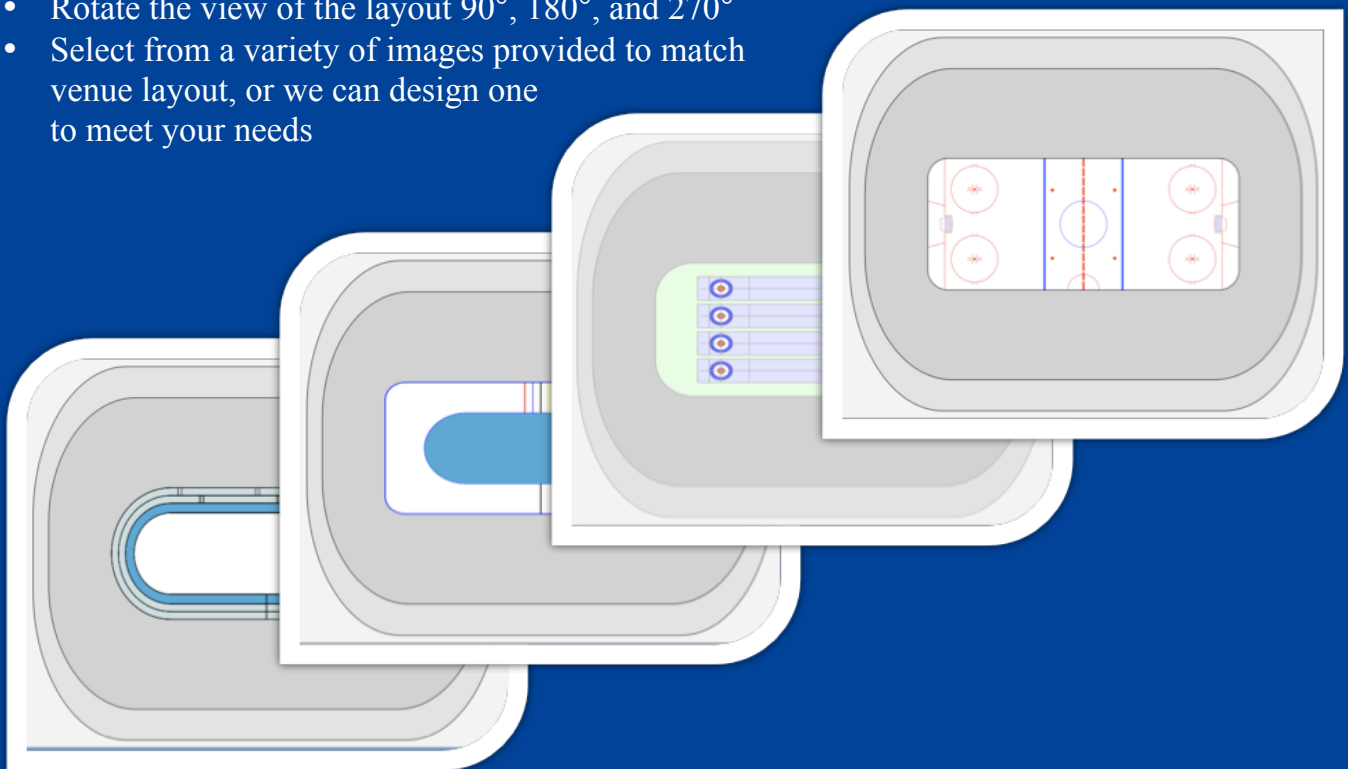 • Rotate the view of the layout 90°, 180°, and 270°
• Select from a variety of images provided to match
venue layout, or we can design one
to meet your needs